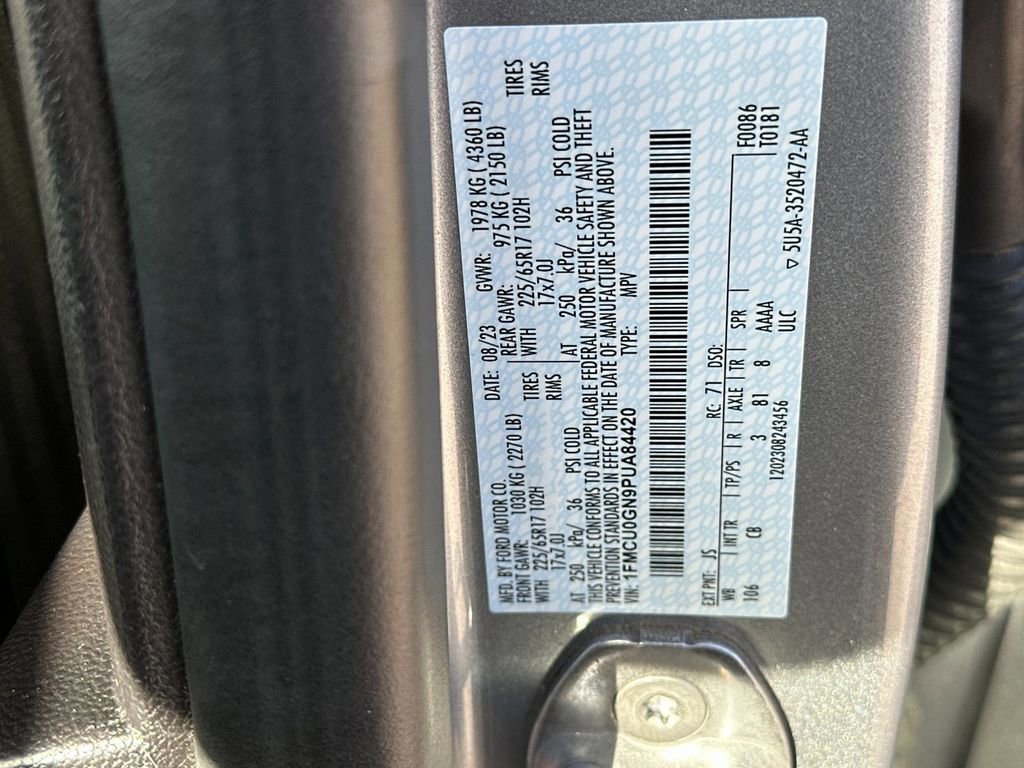 MFD. BY FORD MOTOR CO.
DATE: 08/23 GVWR: 1978 KG ( 4360 LB)
FRONT GAWR: 1030 KG ( 2270 LB) REAR GAWR: 975 KG ( 2150 LB)
WITH 225/65R17 102H TIRES WITH 225/65R17 102H TIRES
17x7.0J RIMS 17x7.0J RIMS
AT 250 kPa/ 36 PSI COLD AT 250 kPa/ 36 PSI COLD
THIS VEHICLE CONFORMS TO ALL APPLICABLE FEDERAL MOTOR VEHICLE SAFETY AND THEFT
PREVENTION STANDARDS IN EFFECT ON THE DATE OF MANUFACTURE SHOWN ABOVE.
VIN: 1FMCU0GN9PUA84420 TYPE: MPV
EXT PNT: JS RC: 71 DSO:
WB INT TR TP/PS R AXLE TR SPR F0086
106 CB 3 81 8 AAAA T0181
ULC
1202308243456
5U5A-3520472-AA